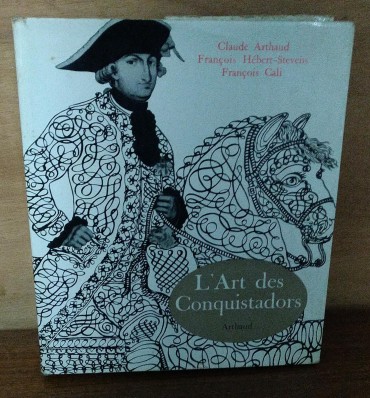 Claude Arthaud
François Hébert-Stevens
François Cali
L'Art des
Conquistadors
Arthaud